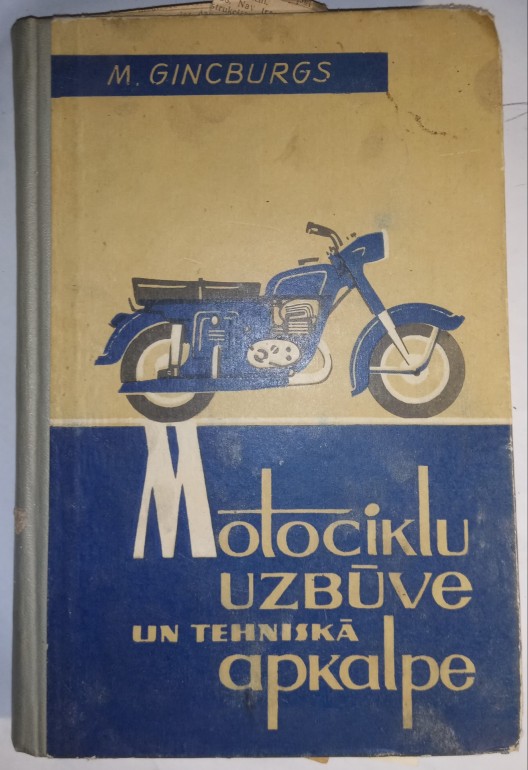 M. GINCBURGS
Motociklu
UZBŪVE
UN TEHNISKĀ
apkalpe